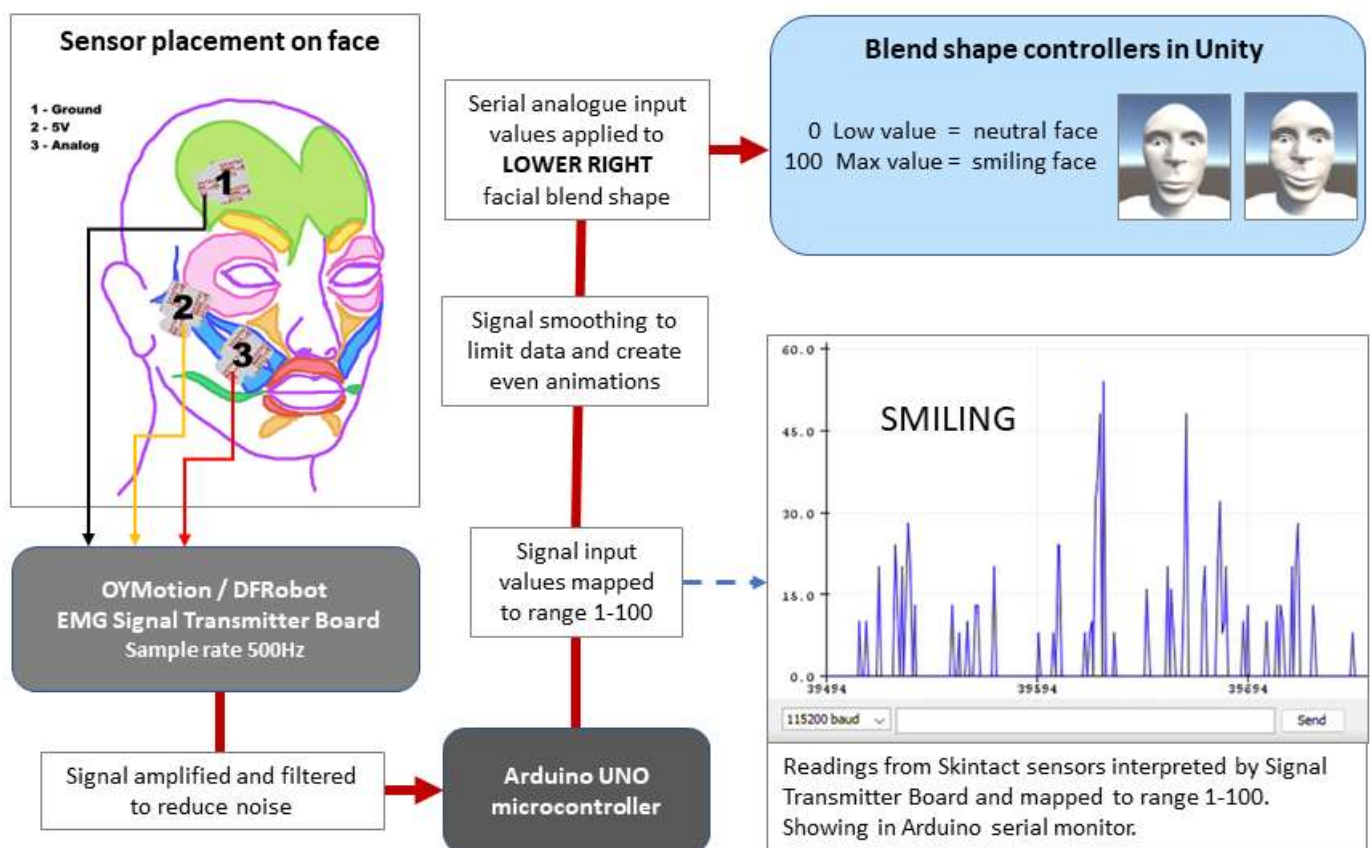 Sensor placement on face
1 - Ground
2 - 5V
3 - Analog
1
2
3
OYMotion / DFRobot
EMG Signal Transmitter Board
Sample rate 500Hz
Signal amplified and filtered
to reduce noise
Arduino UNO
microcontroller
Signal input
values mapped
to range 1-100
Signal smoothing to
limit data and create
even animations
Serial analogue input
values applied to
LOWER RIGHT
facial blend shape
Blend shape controllers in Unity
0 Low value = neutral face
100 Max value = smiling face
SMILING
60.0
45.0
30.0
15.0
0.0
39494
39594
39694
115200 baud
Send
Readings from Skintact sensors interpreted by Signal
Transmitter Board and mapped to range 1-100.
Showing in Arduino serial monitor.